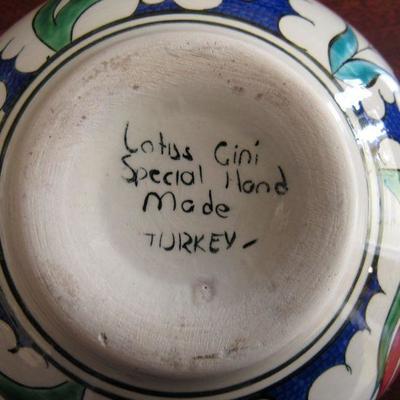 Lotus Cini
Special Hand
Made
TURKEY-